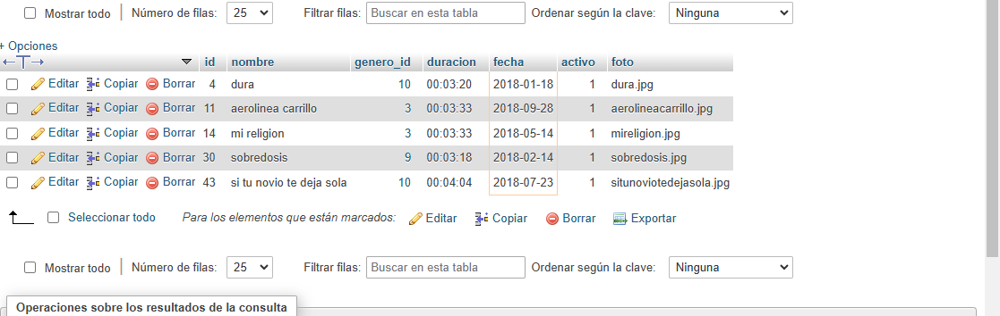 Mostrar todo | Número de filas: 25 Filtrar filas: Buscar en esta tabla Ordenar según la clave: Ninguna
+ Opciones
←T→ id nombre genero_id duracion fecha activo foto
Editar Copiar Borrar 4 dura 10 00:03:20 2018-01-18 1 dura.jpg
Editar Copiar Borrar 11 aerolinea carrillo 3 00:03:33 2018-09-28 1 aerolineacarrillo.jpg
Editar Copiar Borrar 14 mi religion 3 00:03:33 2018-05-14 1 mireligion.jpg
Editar Copiar Borrar 30 sobredosis 9 00:03:18 2018-02-14 1 sobredosis.jpg
Editar Copiar Borrar 43 si tu novio te deja sola 10 00:04:04 2018-07-23 1 situnoviotedejasola.jpg
Seleccionar todo Para los elementos que están marcados: Editar Copiar Borrar Exportar
Mostrar todo | Número de filas: 25 Filtrar filas: Buscar en esta tabla Ordenar según la clave: Ninguna
Operaciones sobre los resultados de la consulta